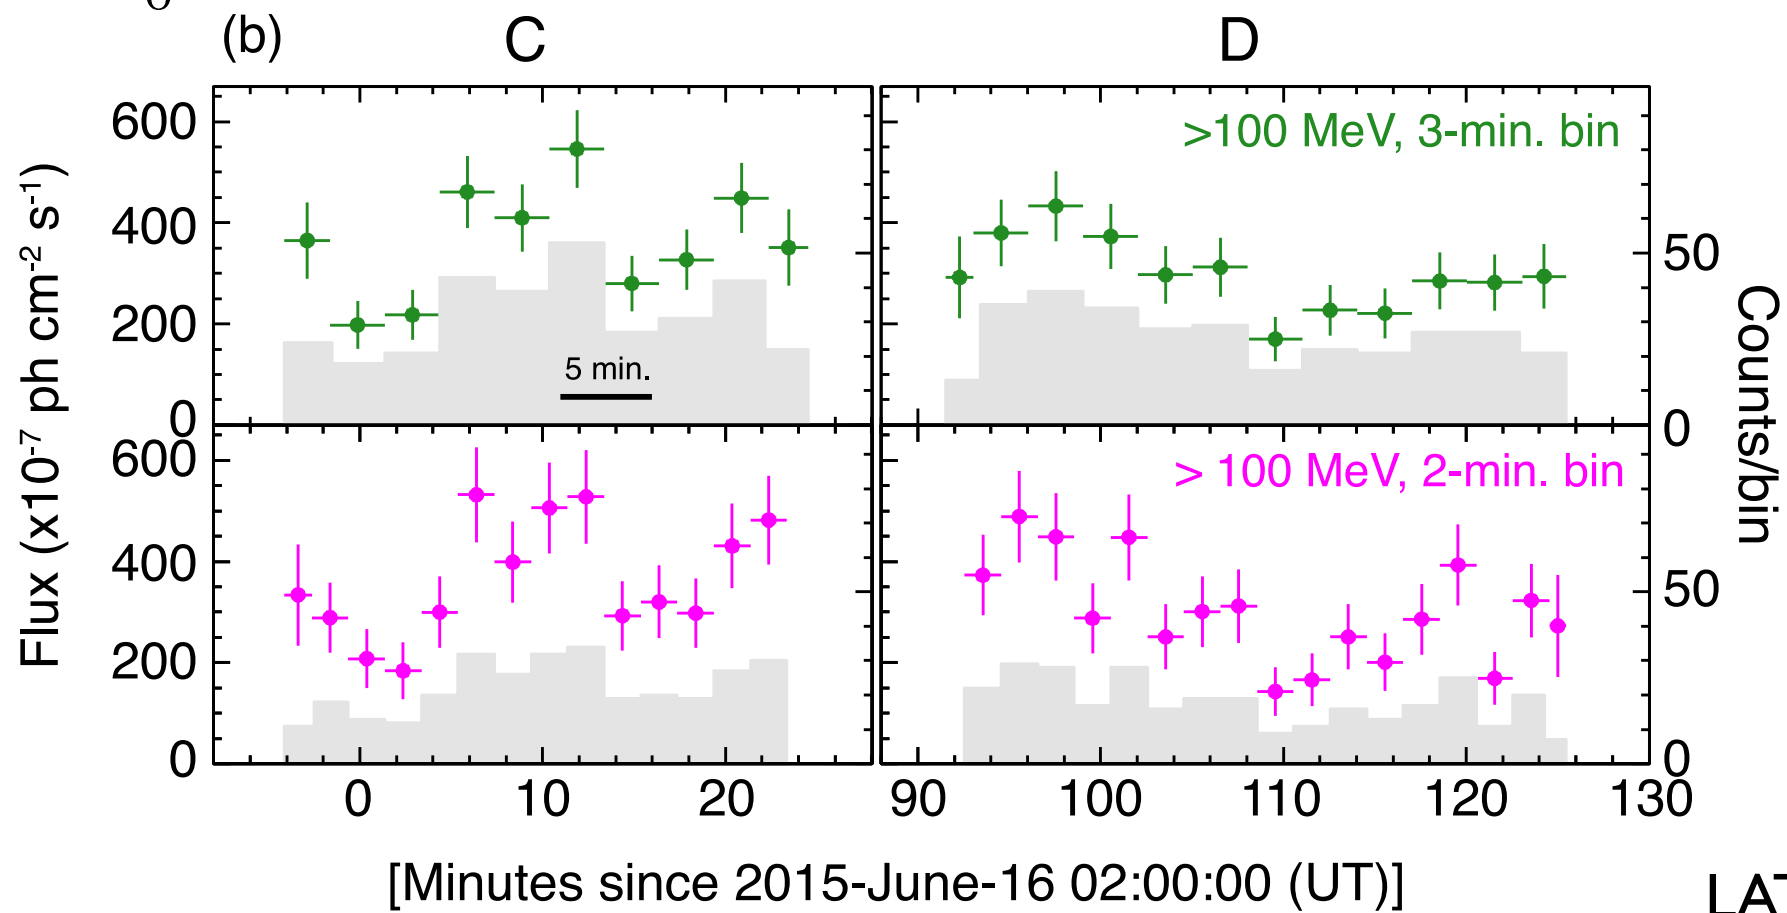 (b) C D
>100 MeV, 3-min. bin
600
400
200
0
50
0
5 min.
> 100 MeV, 2-min. bin
600
400
200
0
50
0
Flux (x10⁻⁷ ph cm⁻² s⁻¹)
Counts/bin
0 10 20 90 100 110 120 130
[Minutes since 2015-June-16 02:00:00 (UT)]